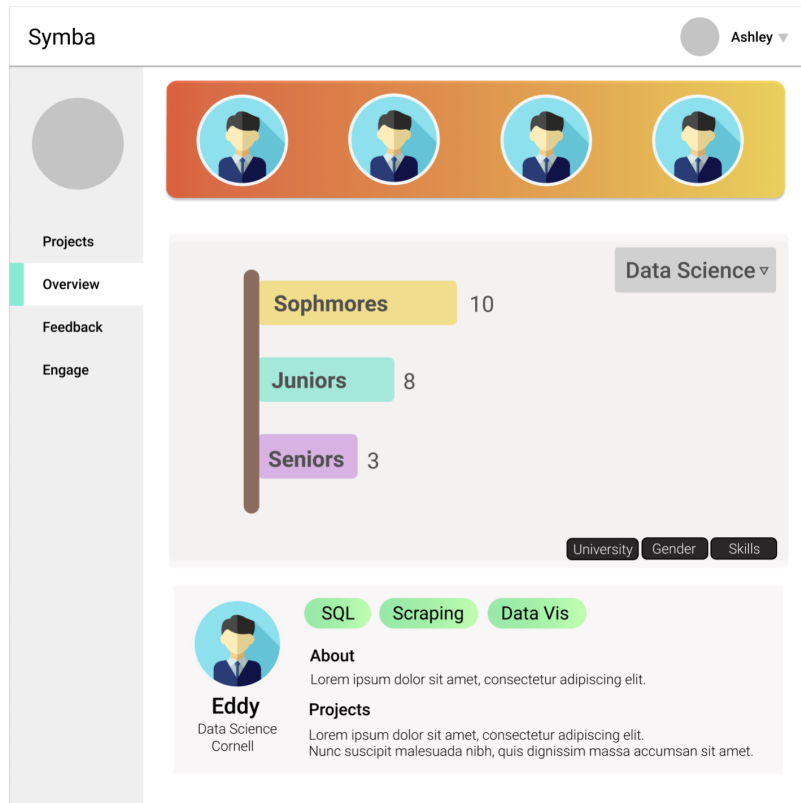 Symba
Ashley
Projects
Overview
Feedback
Engage
Data Science
Sophmores 10
Juniors 8
Seniors 3
University Gender Skills
SQL Scraping Data Vis
About
Lorem ipsum dolor sit amet, consectetur adipiscing elit.
Eddy
Data Science
Cornell
Projects
Lorem ipsum dolor sit amet, consectetur adipiscing elit.
Nunc suscipit malesuada nibh, quis dignissim massa accumsan sit amet.